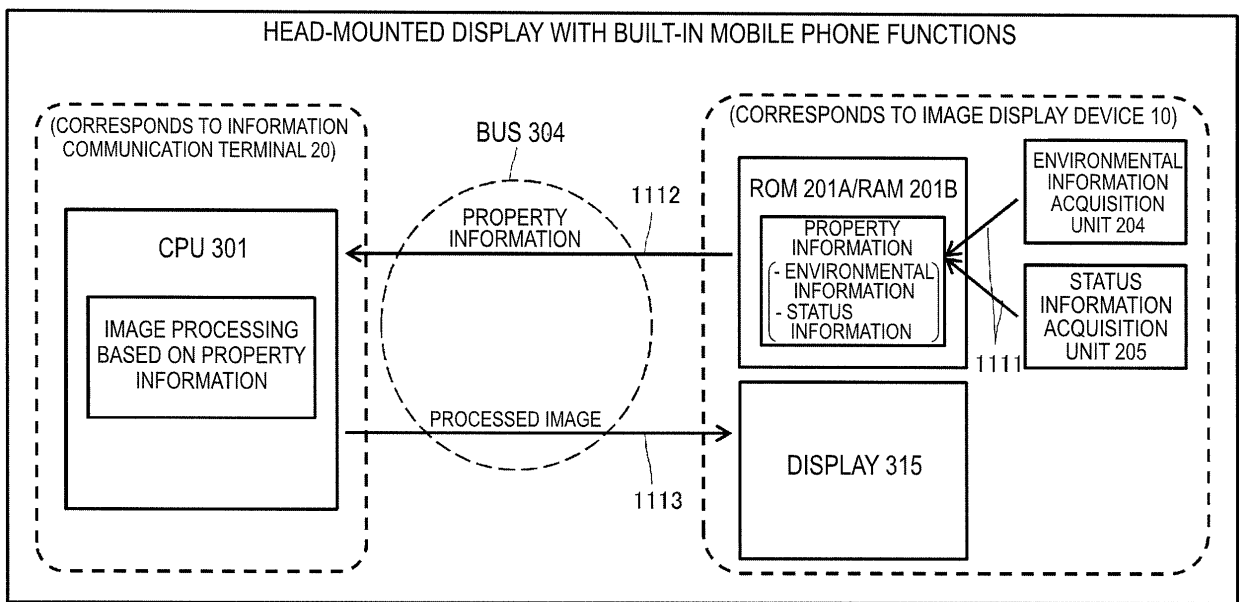 HEAD-MOUNTED DISPLAY WITH BUILT-IN MOBILE PHONE FUNCTIONS
(CORRESPONDS TO INFORMATION
COMMUNICATION TERMINAL 20)
CPU 301
IMAGE PROCESSING
BASED ON PROPERTY
INFORMATION
BUS 304
1112
PROPERTY
INFORMATION
PROCESSED IMAGE
1113
(CORRESPONDS TO IMAGE DISPLAY DEVICE 10)
ROM 201A/RAM 201B
PROPERTY
INFORMATION
- ENVIRONMENTAL
INFORMATION
- STATUS
INFORMATION
ENVIRONMENTAL
INFORMATION
ACQUISITION
UNIT 204
STATUS
INFORMATION
ACQUISITION
UNIT 205
1111
DISPLAY 315